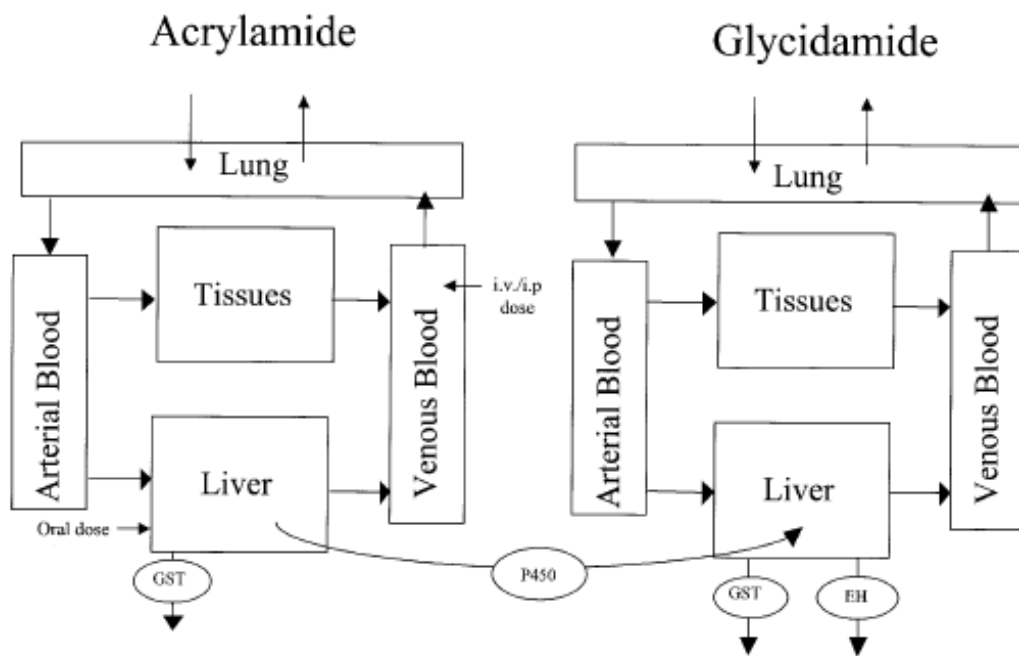 Acrylamide
Lung
Arterial Blood
Tissues
Venous Blood
i.v./i.p
dose
Liver
Oral dose
GST
P450
Glycidamide
Lung
Arterial Blood
Tissues
Venous Blood
Liver
GST
EH